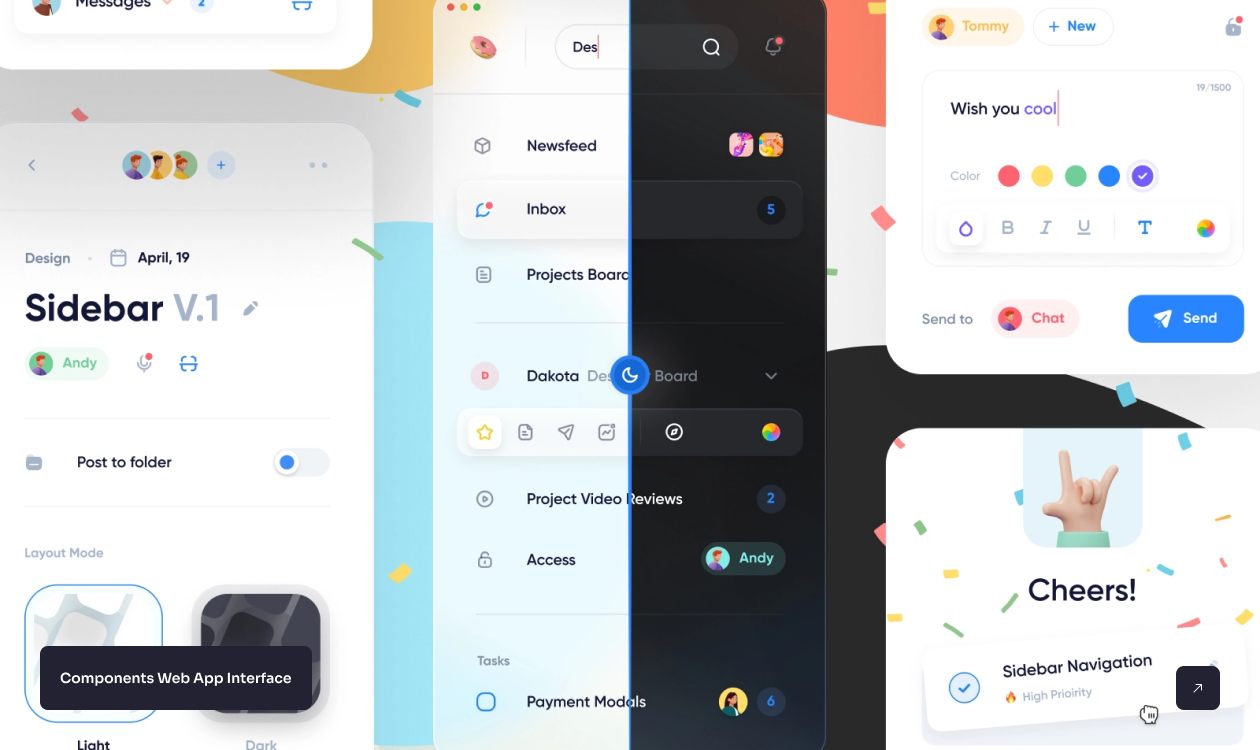 Messages
2
Design
April, 19
Sidebar V.1
Andy
Post to folder
Layout Mode
Components Web App Interface
Light
Dark
Des
Newsfeed
Inbox
5
Projects Board
D
Dakota
Board
Project Video Reviews
2
Access
Andy
Tasks
Payment Modals
6
Tommy
+ New
19/1500
Wish you cool
Color
B I U T
Send to
Chat
Send
Cheers!
Sidebar Navigation
High Prioirity